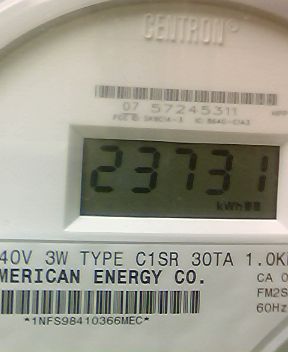 CENTRON®
07 57245311
23731
kWh
40V 3W TYPE C1SR 30TA 1.0K
MERICAN ENERGY CO.
CA 0
FM2S
60Hz
*1NFS98410366MEC*